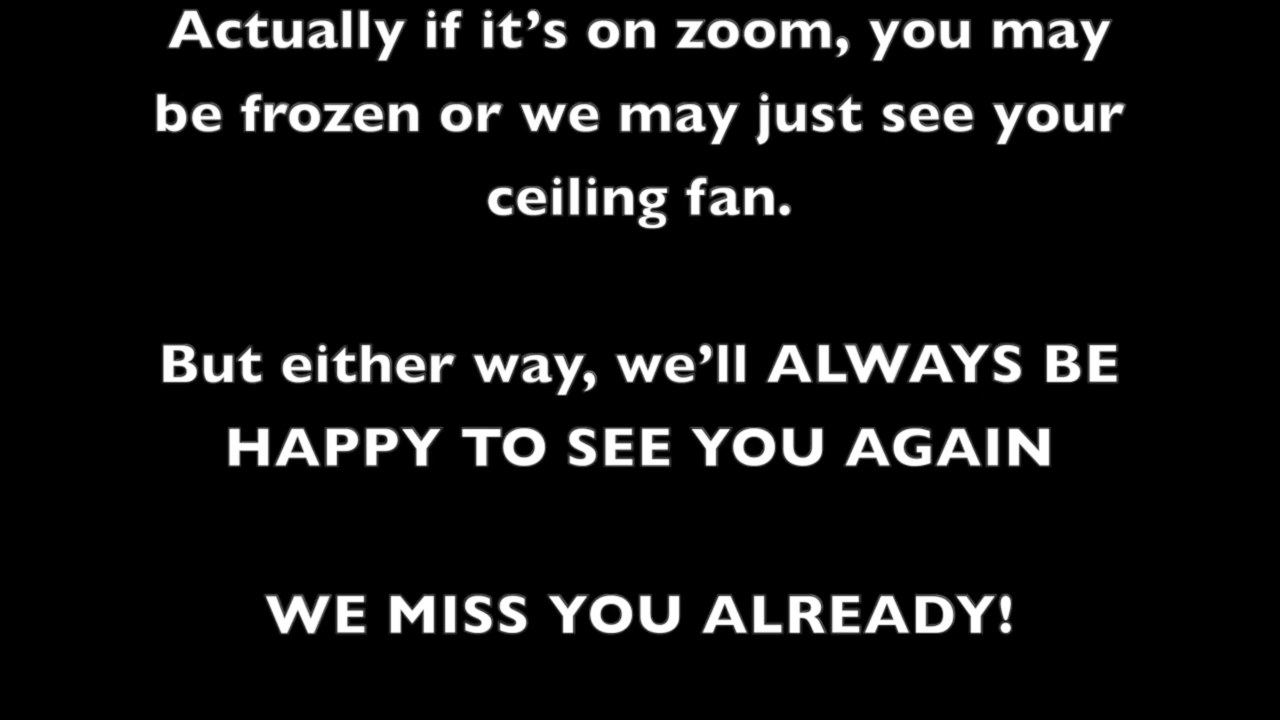 Actually if it’s on zoom, you may
be frozen or we may just see your
ceiling fan.
But either way, we’ll ALWAYS BE
HAPPY TO SEE YOU AGAIN
WE MISS YOU ALREADY!